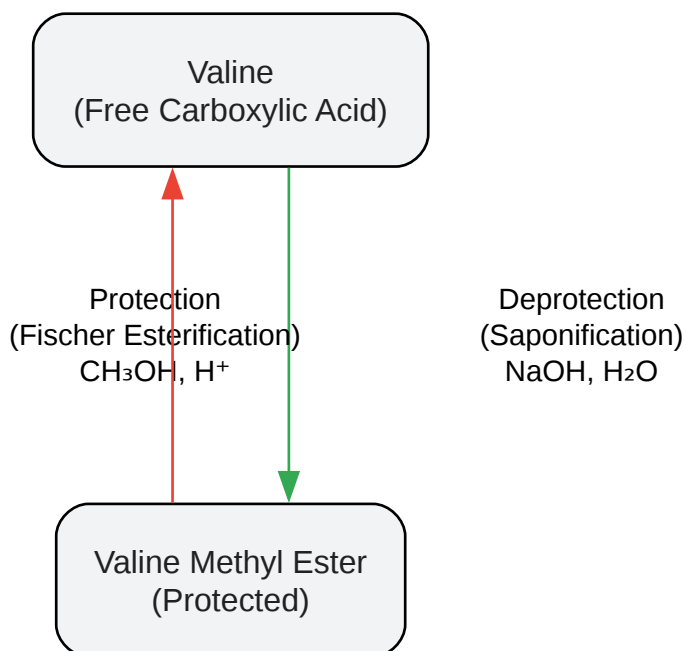 Valine
(Free Carboxylic Acid)
Protection
(Fischer Esterification)
CH₃OH, H⁺
Deprotection
(Saponification)
NaOH, H₂O
Valine Methyl Ester
(Protected)